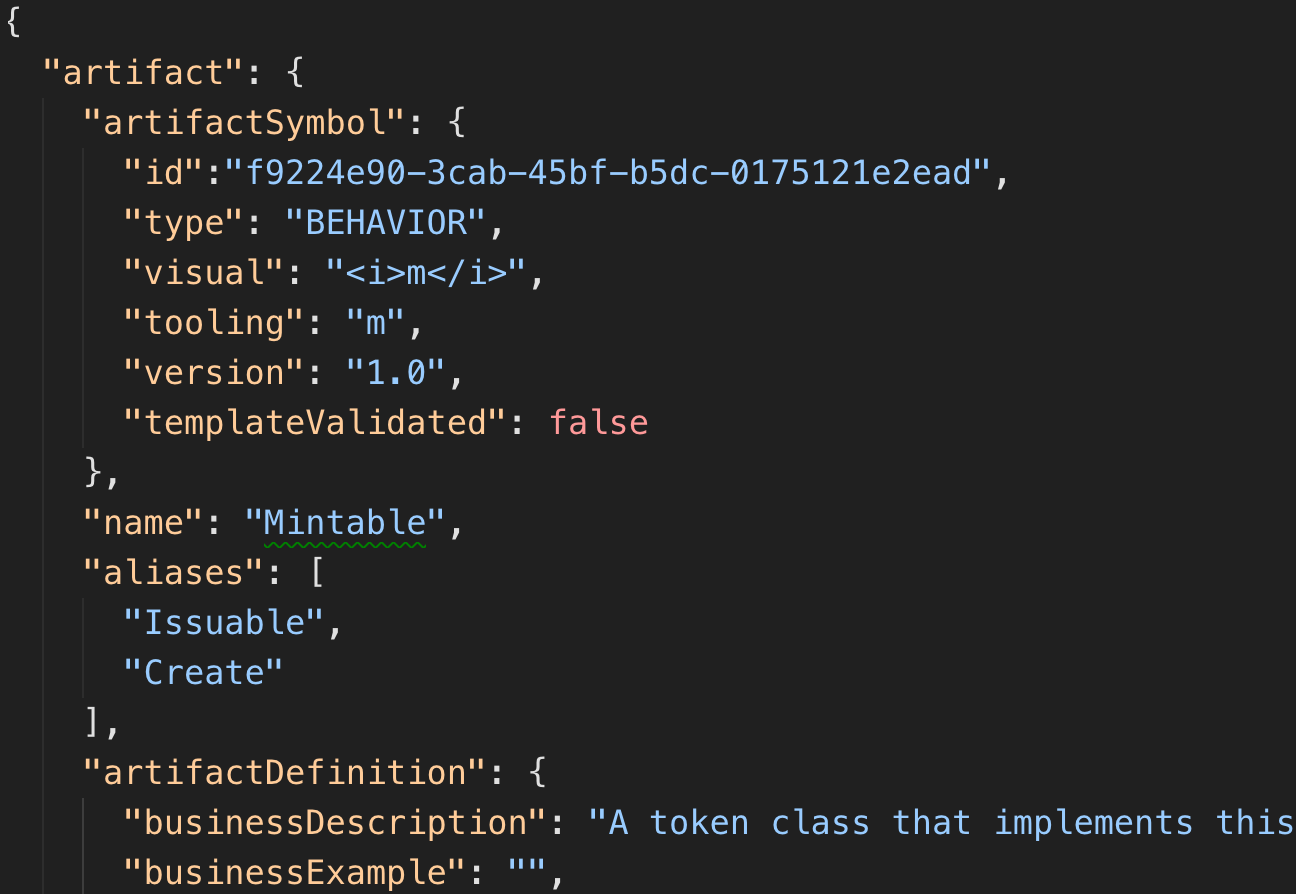 {
  "artifact": {
    "artifactSymbol": {
      "id":"f9224e90-3cab-45bf-b5dc-0175121e2ead",
      "type": "BEHAVIOR",
      "visual": "<i>m</i>",
      "tooling": "m",
      "version": "1.0",
      "templateValidated": false
    },
    "name": "Mintable",
    "aliases": [
      "Issuable",
      "Create"
    ],
    "artifactDefinition": {
      "businessDescription": "A token class that implements this
      "businessExample": "",